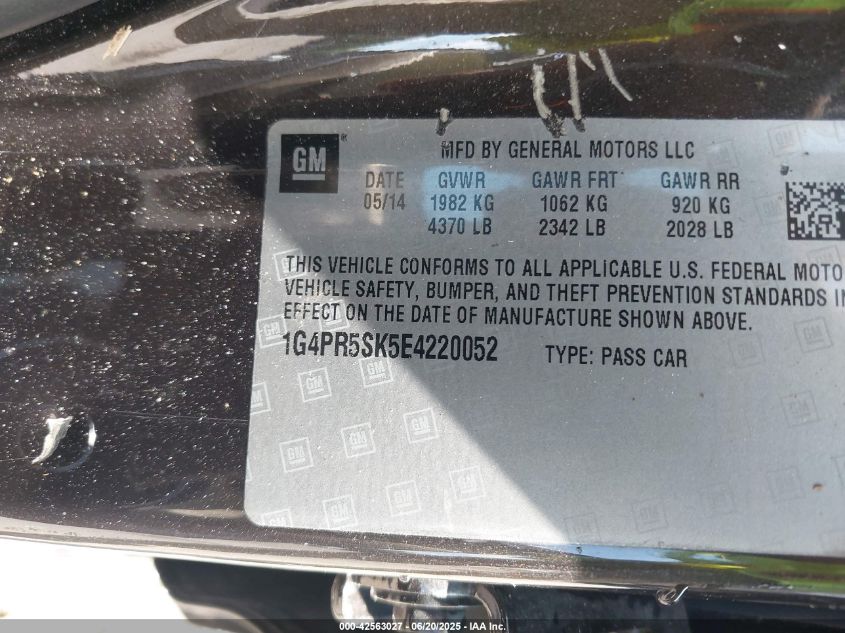 GM ®
MFD BY GENERAL MOTORS LLC
DATE GVWR GAWR FRT GAWR RR
05/14 1982 KG 1062 KG 920 KG
4370 LB 2342 LB 2028 LB
THIS VEHICLE CONFORMS TO ALL APPLICABLE U.S. FEDERAL MOTO
VEHICLE SAFETY, BUMPER, AND THEFT PREVENTION STANDARDS IN
EFFECT ON THE DATE OF MANUFACTURE SHOWN ABOVE.
1G4PR5SK5E4220052 TYPE: PASS CAR
000-42563027 - 06/20/2025 - IAA Inc.